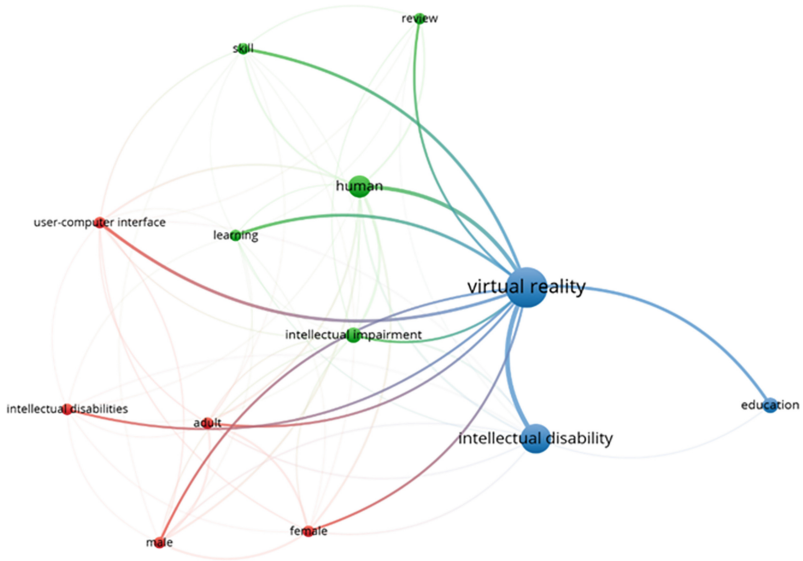 review
skill
human
user-computer interface
learning
virtual reality
intellectual impairment
education
intellectual disabilities
adult
intellectual disability
female
male